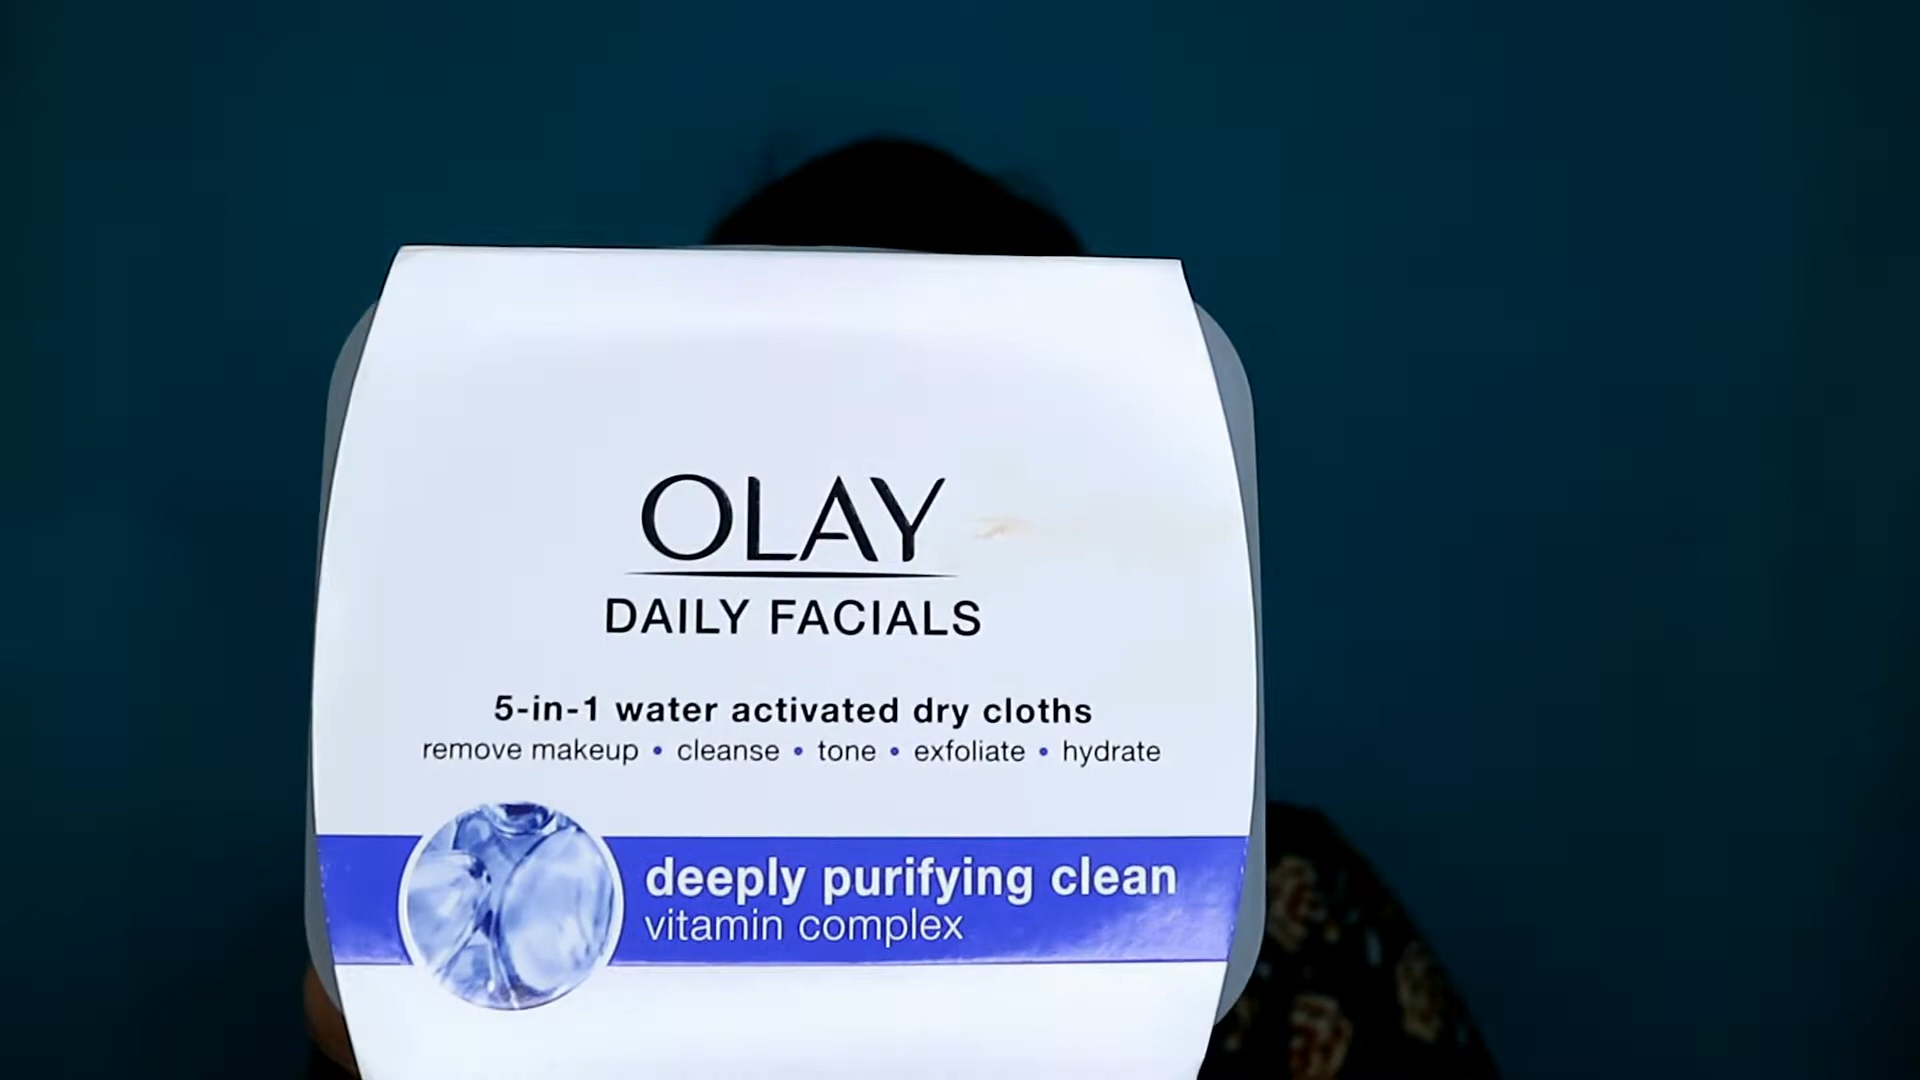 OLAY
DAILY FACIALS
5-in-1 water activated dry cloths
remove makeup • cleanse • tone • exfoliate • hydrate
deeply purifying clean
vitamin complex